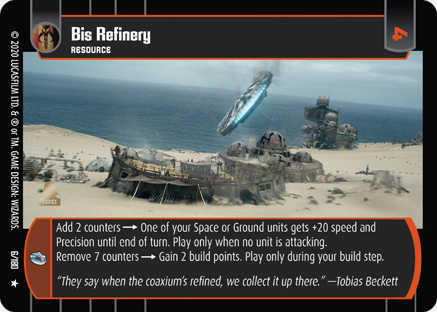 Bis Refinery
RESOURCE
4
Add 2 counters → One of your Space or Ground units gets +20 speed and
Precision until end of turn. Play only when no unit is attacking.
Remove 7 counters → Gain 2 build points. Play only during your build step.
“They say when the coaxium’s refined, we collect it up there.” —Tobias Beckett
© 2020 LUCASFILM LTD. & ® or TM. GAME DESIGN: WIZARDS.